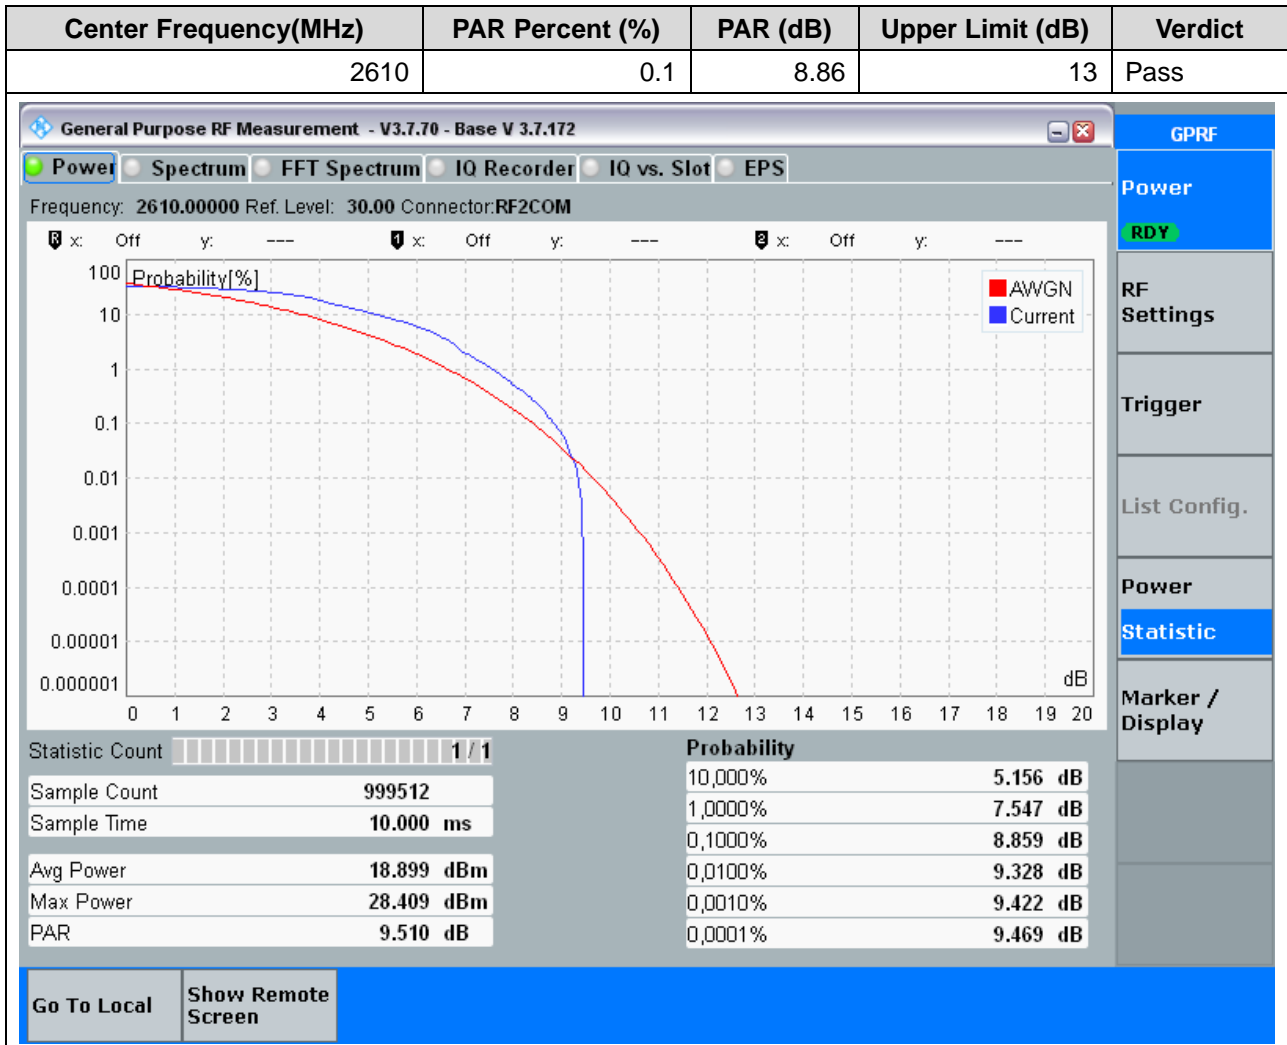 Center Frequency(MHz) PAR Percent (%) PAR (dB) Upper Limit (dB) Verdict
2610 0.1 8.86 13 Pass
General Purpose RF Measurement - V3.7.70 - Base V 3.7.172
GPRF
Power Spectrum FFT Spectrum IQ Recorder IQ vs. Slot EPS
Power
RDY
Frequency: 2610.00000 Ref. Level: 30.00 Connector:RF2COM
R x: Off y: --- 1 x: Off y: --- 2 x: Off y: ---
Probability[%]
100
10
1
0.1
0.01
0.001
0.0001
0.00001
0.000001
AWGN
Current
dB
0 1 2 3 4 5 6 7 8 9 10 11 12 13 14 15 16 17 18 19 20
RF
Settings
Trigger
List Config.
Power
Statistic
Marker /
Display
Statistic Count 1 / 1
Sample Count 999512
Sample Time 10.000 ms
Avg Power 18.899 dBm
Max Power 28.409 dBm
PAR 9.510 dB
Probability
10,000% 5.156 dB
1,0000% 7.547 dB
0,1000% 8.859 dB
0,0100% 9.328 dB
0,0010% 9.422 dB
0,0001% 9.469 dB
Go To Local
Show Remote
Screen